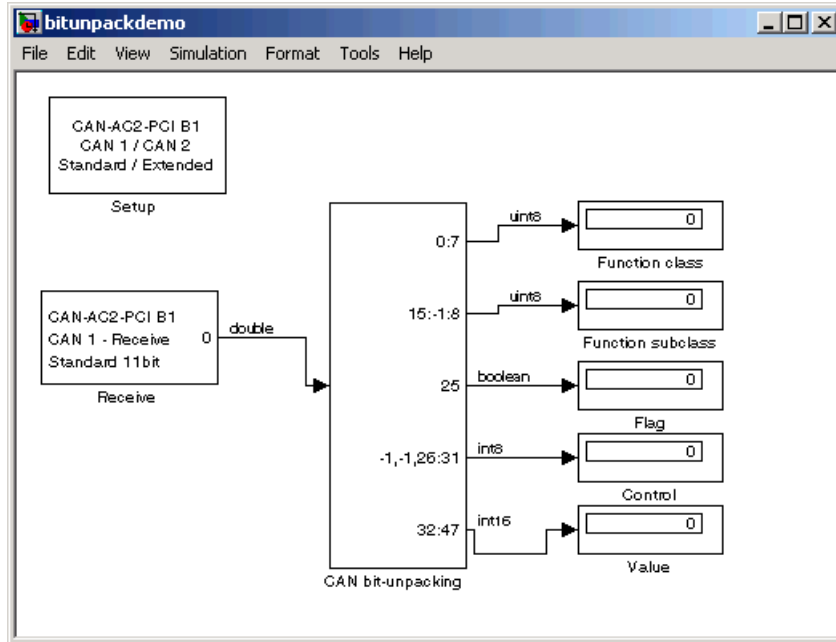 bitunpackdemo
File Edit View Simulation Format Tools Help
CAN-AC2-PCI B1
CAN 1 / CAN 2
Standard / Extended
Setup
CAN-AC2-PCI B1
CAN 1 - Receive
Standard 11bit
0
Receive
double
0:7
15:-1:8
25
-1,-1,26:31
32:47
CAN bit-unpacking
uint8
0
Function class
uint8
0
Function subclass
boolean
0
Flag
int8
0
Control
int16
0
Value